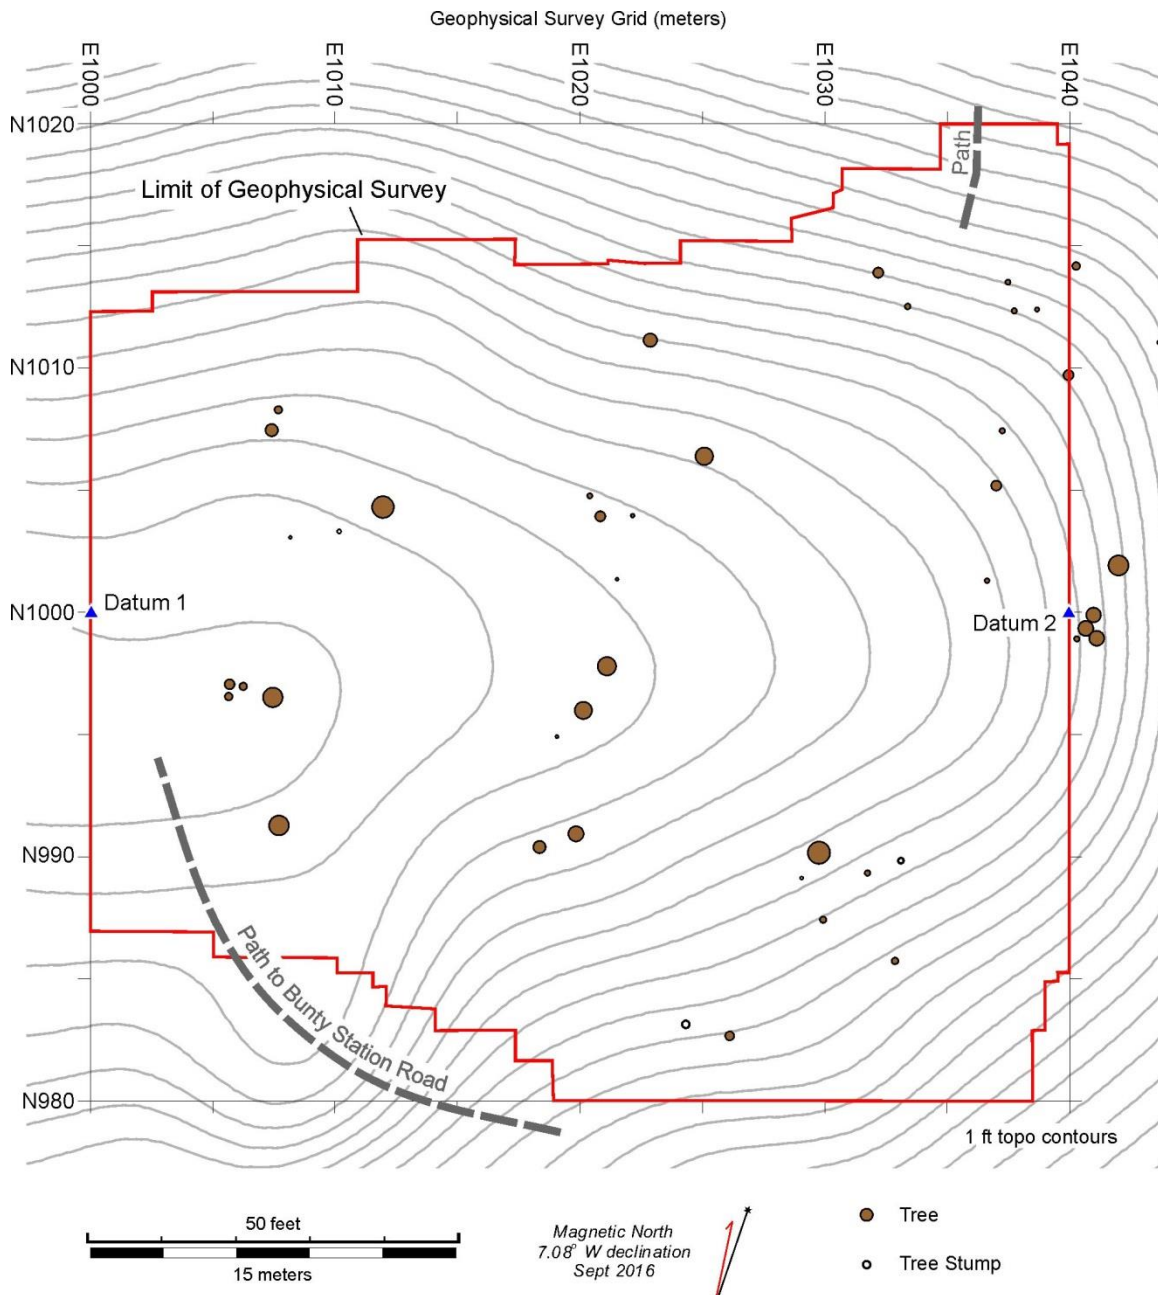 Geophysical Survey Grid (meters)
E1000
E1010
E1020
E1030
E1040
N1020
Path
Limit of Geophysical Survey
N1010
Datum 1
N1000
Datum 2
N990
Path to Bunty Station Road
N980
1 ft topo contours
50 feet
15 meters
Magnetic North
7.08° W declination
Sept 2016
Tree
Tree Stump